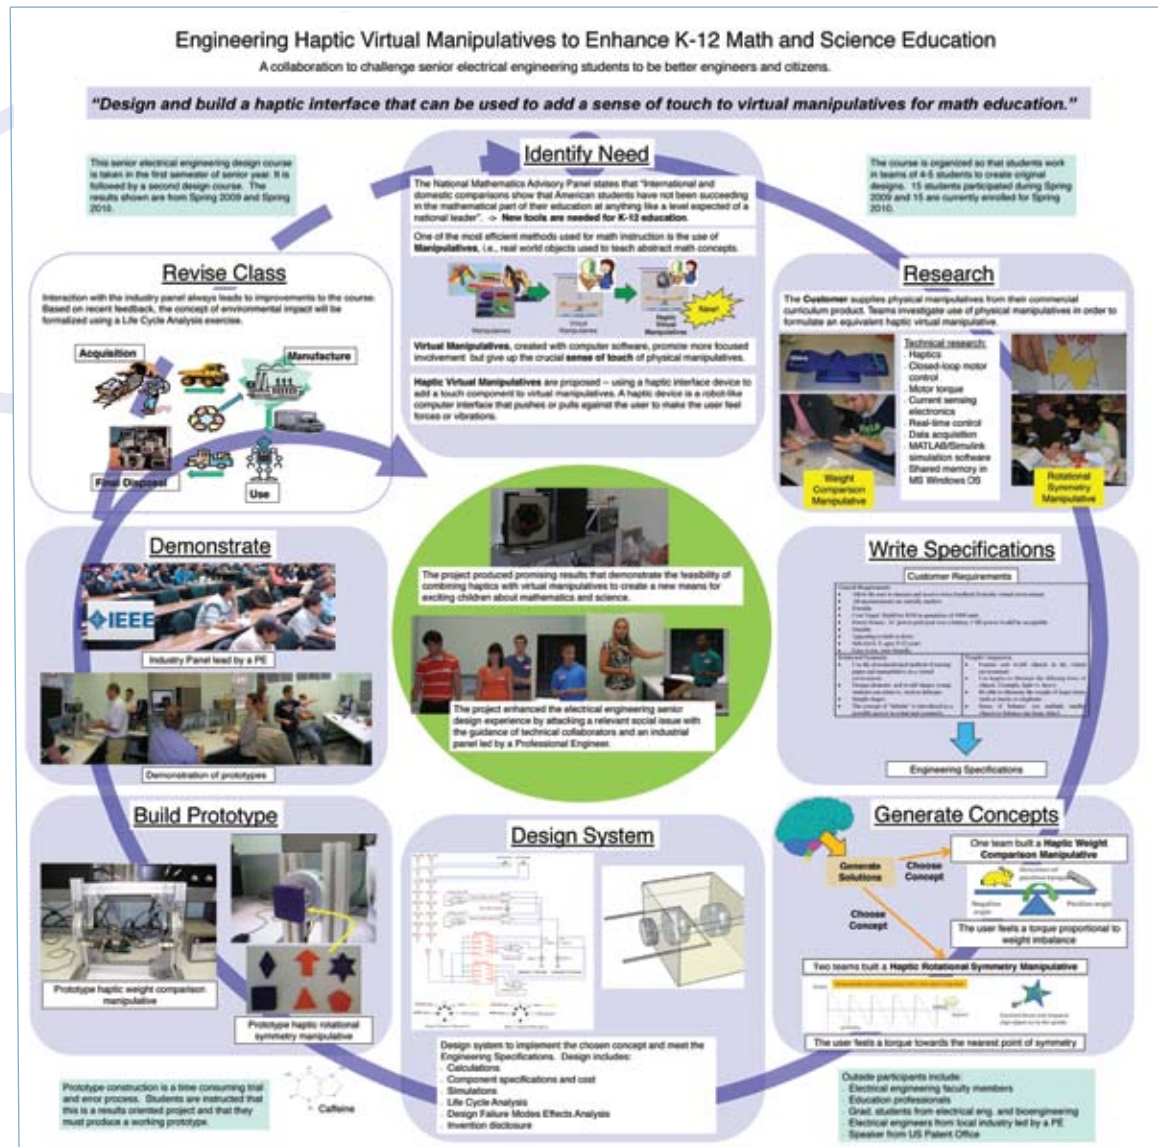 Engineering Haptic Virtual Manipulatives to Enhance K-12 Math and Science Education
A collaboration to challenge senior electrical engineering students to be better engineers and citizens.
“Design and build a haptic interface that can be used to add a sense of touch to virtual manipulatives for math education.”
This senior electrical engineering design course
is taken in the first semester of senior year. It is
followed by a second design course. The
results shown are from Spring 2009 and Spring
2010.
Identify Need
The National Mathematics Advisory Panel states that “International and
domestic comparisons show that American students have not been succeeding
in the mathematical part of their education at anything like a level expected of a
national leader”. -> New tools are needed for K-12 education.
One of the most efficient methods used for math instruction is the use of
Manipulatives, i.e., real world objects used to teach abstract math concepts.
Manipulatives
Virtual
Manipulatives
Haptic
Virtual
Manipulatives
New!
Virtual Manipulatives, created with computer software, promote more focused
involvement but give up the crucial sense of touch of physical manipulatives.
Haptic Virtual Manipulatives are proposed – using a haptic interface device to
add a touch component to virtual manipulatives. A haptic device is a robot-like
computer interface that pushes or pulls against the user to make the user feel
forces or vibrations.
The course is organized so that students work
in teams of 4-5 students to create original
designs. 15 students participated during Spring
2009 and 15 are currently enrolled for Spring
2010.
Research
The Customer supplies physical manipulatives from their commercial
curriculum product. Teams investigate use of physical manipulatives in order to
formulate an equivalent haptic virtual manipulative.
Technical research:
Haptics
Closed-loop motor
control
Motor torque
Current sensing
electronics
Real-time control
Data acquisition
MATLAB/Simulink
simulation software
Shared memory in
MS Windows OS
Weight
Comparison
Manipulative
Rotational
Symmetry
Manipulative
Write Specifications
Customer Requirements
Engineering Specifications
Generate Concepts
Generate
Solutions
Choose
Concept
One team built a Haptic Weight
Comparison Manipulative
Negative
angle
Positive angle
The user feels a torque proportional to
weight imbalance
Choose
Concept
Two teams built a Haptic Rotational Symmetry Manipulative
The user feels a torque towards the nearest point of symmetry
Outside participants include:
Electrical engineering faculty members
Education professionals
Grad. students from electrical eng. and bioengineering
Electrical engineers from local industry led by a PE
Speaker from US Patent Office
Design System
Design system to implement the chosen concept and meet the
Engineering Specifications. Design includes:
Calculations
Component specifications and cost
Simulations
Life Cycle Analysis
Design Failure Modes Effects Analysis
Invention disclosure
Build Prototype
Prototype haptic weight comparison
manipulative
Prototype haptic rotational
symmetry manipulative
Prototype construction is a time consuming trial
and error process. Students are instructed that
this is a results oriented project and that they
must produce a working prototype.
Caffeine
Demonstrate
IEEE
Industry Panel lead by a PE
Demonstration of prototypes
Revise Class
Interaction with the industry panel always leads to improvements to the course.
Based on recent feedback, the concept of environmental impact will be
formalized using a Life Cycle Analysis exercise.
Acquisition
Manufacture
Final Disposal
Use
The project produced promising results that demonstrate the feasibility of
combining haptics with virtual manipulatives to create a new means for
exciting children about mathematics and science.
The project enhanced the electrical engineering senior
design experience by attacking a relevant social issue with
the guidance of technical collaborators and an industrial
panel led by a Professional Engineer.